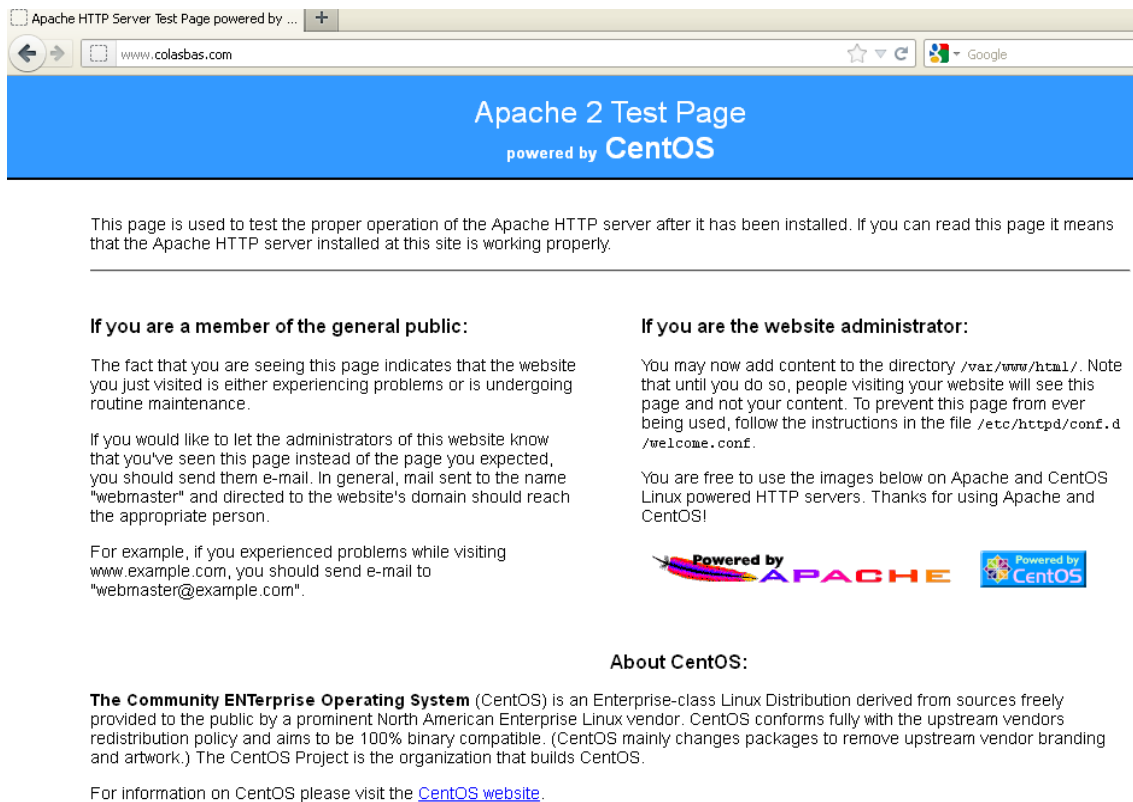 Apache HTTP Server Test Page powered by ...
www.colasbas.com
Google
Apache 2 Test Page
powered by CentOS
This page is used to test the proper operation of the Apache HTTP server after it has been installed. If you can read this page it means
that the Apache HTTP server installed at this site is working properly.
If you are a member of the general public:
The fact that you are seeing this page indicates that the website
you just visited is either experiencing problems or is undergoing
routine maintenance.
If you would like to let the administrators of this website know
that you've seen this page instead of the page you expected,
you should send them e-mail. In general, mail sent to the name
"webmaster" and directed to the website's domain should reach
the appropriate person.
For example, if you experienced problems while visiting
www.example.com, you should send e-mail to
"webmaster@example.com".
If you are the website administrator:
You may now add content to the directory /var/www/html/. Note
that until you do so, people visiting your website will see this
page and not your content. To prevent this page from ever
being used, follow the instructions in the file /etc/httpd/conf.d
/welcome.conf.
You are free to use the images below on Apache and CentOS
Linux powered HTTP servers. Thanks for using Apache and
CentOS!
Powered by
APACHE
Powered by
CentOS
About CentOS:
The Community ENTerprise Operating System (CentOS) is an Enterprise-class Linux Distribution derived from sources freely
provided to the public by a prominent North American Enterprise Linux vendor. CentOS conforms fully with the upstream vendors
redistribution policy and aims to be 100% binary compatible. (CentOS mainly changes packages to remove upstream vendor branding
and artwork.) The CentOS Project is the organization that builds CentOS.
For information on CentOS please visit the CentOS website.